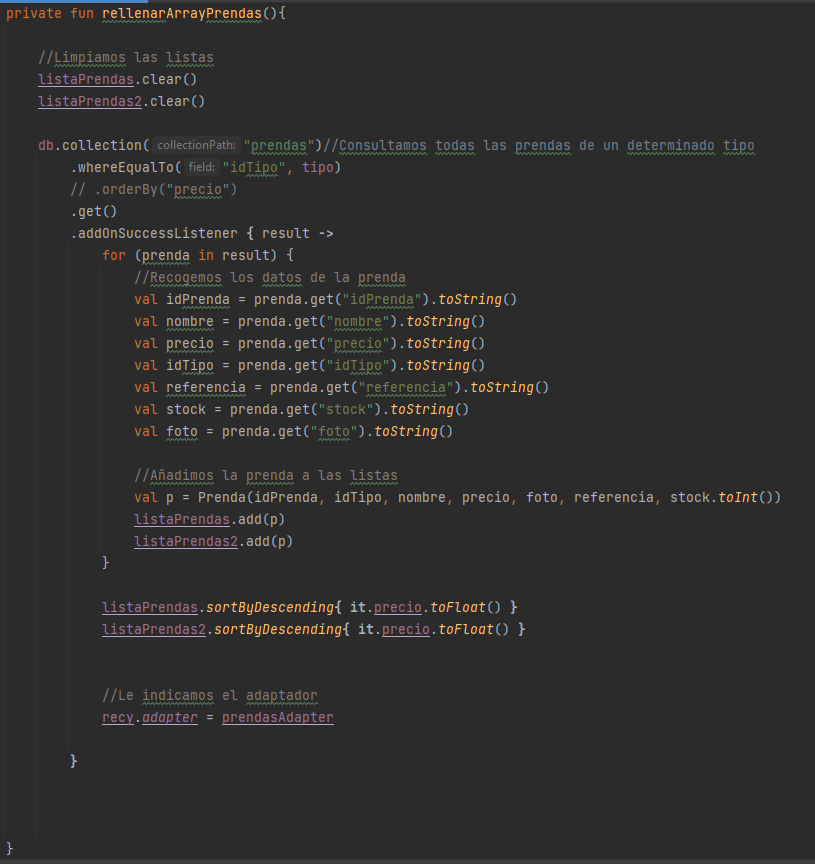 private fun rellenarArrayPrendas(){
//Limpiamos las listas
listaPrendas.clear()
listaPrendas2.clear()
db.collection( collectionPath: "prendas")//Consultamos todas las prendas de un determinado tipo
.whereEqualTo( field: "idTipo", tipo)
// .orderBy("precio")
.get()
.addOnSuccessListener { result ->
for (prenda in result) {
//Recogemos los datos de la prenda
val idPrenda = prenda.get("idPrenda").toString()
val nombre = prenda.get("nombre").toString()
val precio = prenda.get("precio").toString()
val idTipo = prenda.get("idTipo").toString()
val referencia = prenda.get("referencia").toString()
val stock = prenda.get("stock").toString()
val foto = prenda.get("foto").toString()
//Añadimos la prenda a las listas
val p = Prenda(idPrenda, idTipo, nombre, precio, foto, referencia, stock.toInt())
listaPrendas.add(p)
listaPrendas2.add(p)
}
listaPrendas.sortByDescending{ it.precio.toFloat() }
listaPrendas2.sortByDescending{ it.precio.toFloat() }
//Le indicamos el adaptador
recy.adapter = prendasAdapter
}
}